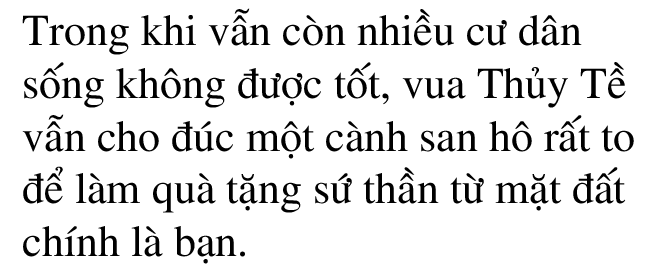 Trong khi vẫn còn nhiều cư dân
sống không được tốt, vua Thủy Tề
vẫn cho đúc một cành san hô rất to
để làm quà tặng sứ thần từ mặt đất
chính là bạn.